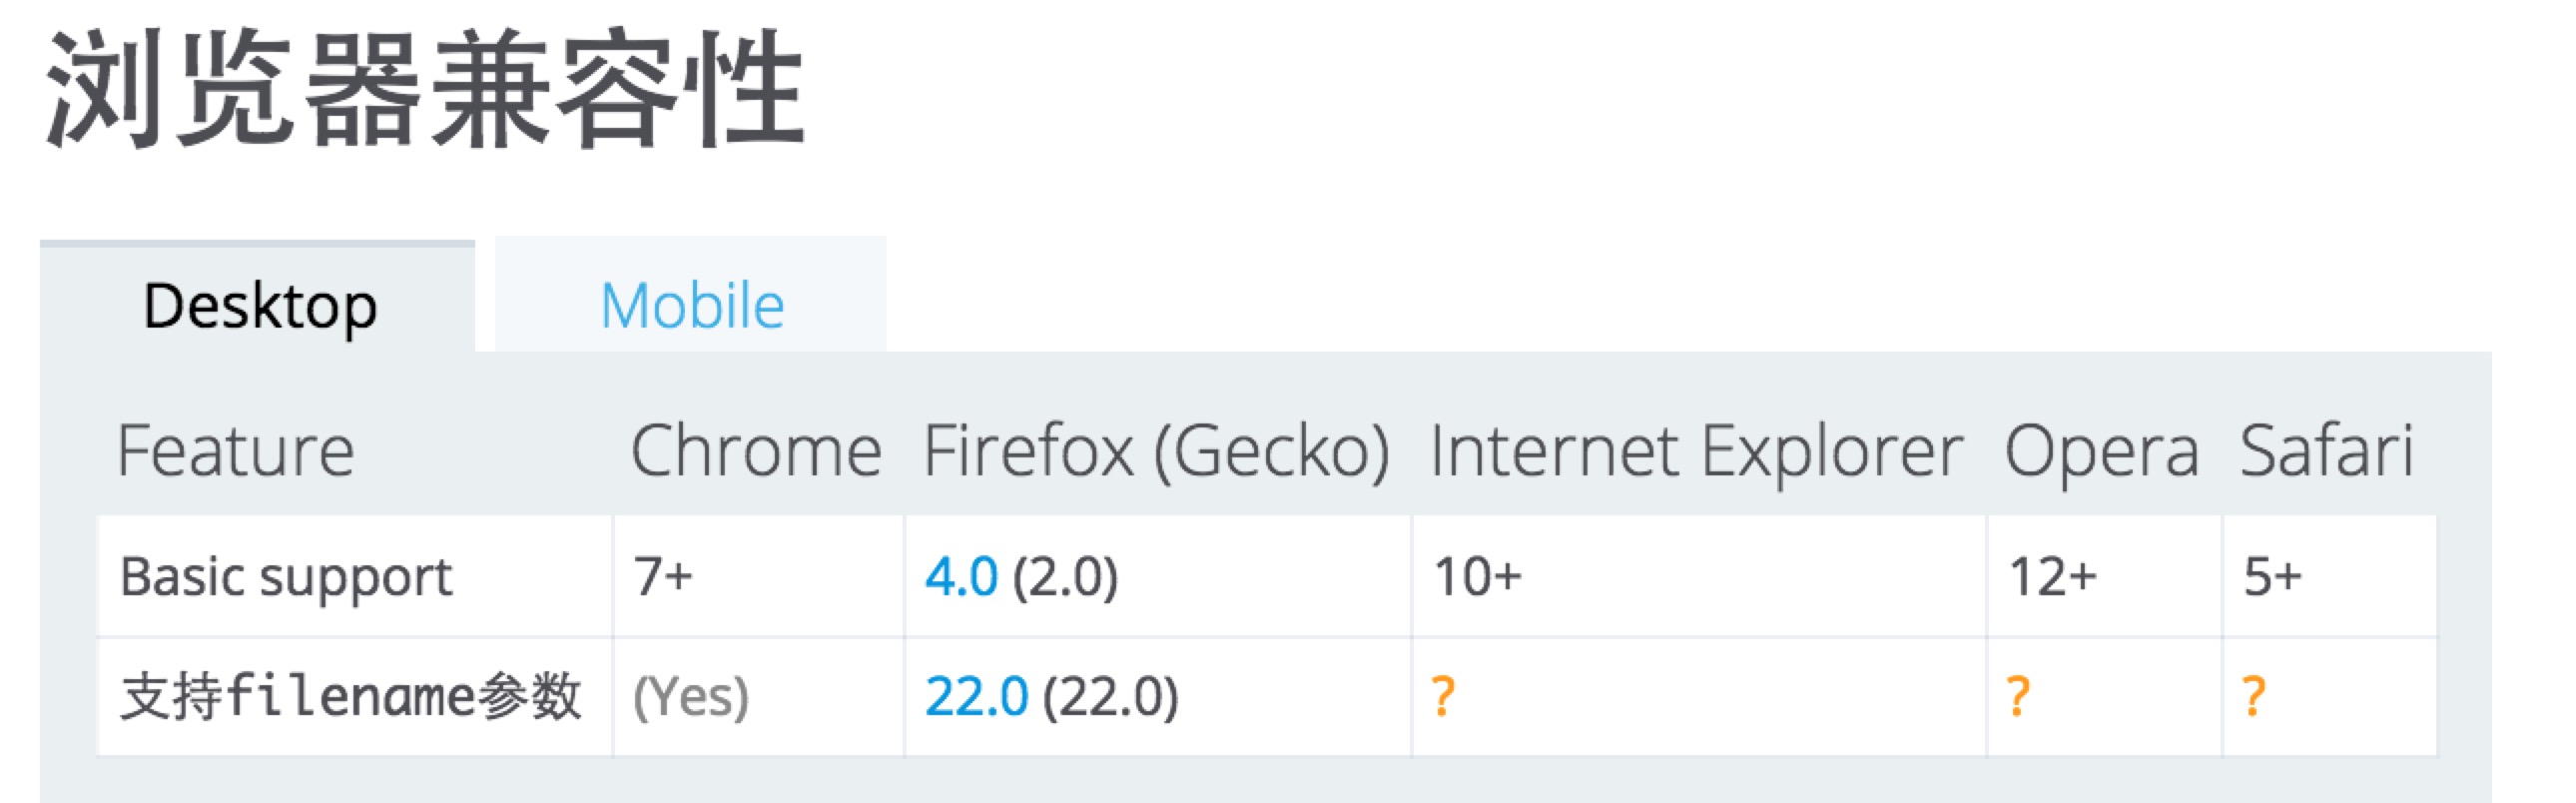 浏览器兼容性
Desktop Mobile
Feature Chrome Firefox (Gecko) Internet Explorer Opera Safari
Basic support 7+ 4.0 (2.0) 10+ 12+ 5+
支持filename参数 (Yes) 22.0 (22.0) ? ? ?